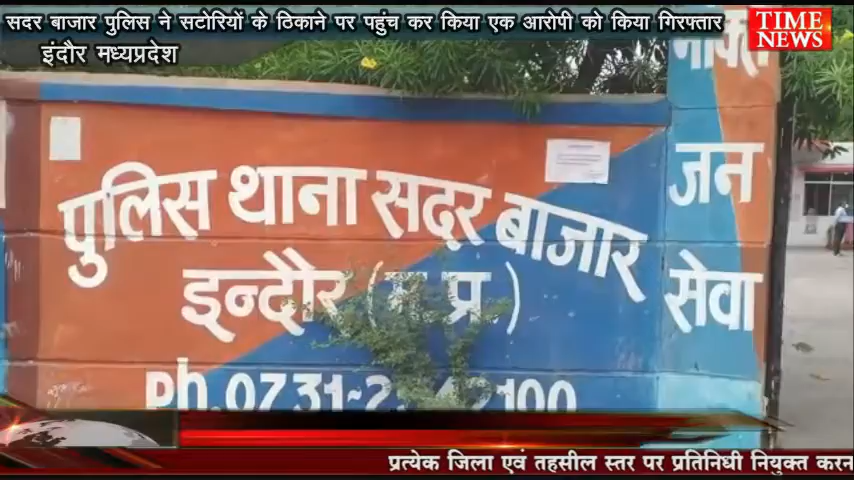 सदर बाजार पुलिस ने सटोरियों के ठिकाने पर पहुंच कर किया एक आरोपी को किया गिरफ्तार
इंदौर मध्यप्रदेश
TIME
NEWS
पुलिस थाना सदर बाजार
इन्दौर (म.प्र.)
जन
सेवा
प्रत्येक जिला एवं तहसील स्तर पर प्रतिनिधी नियुक्त करन